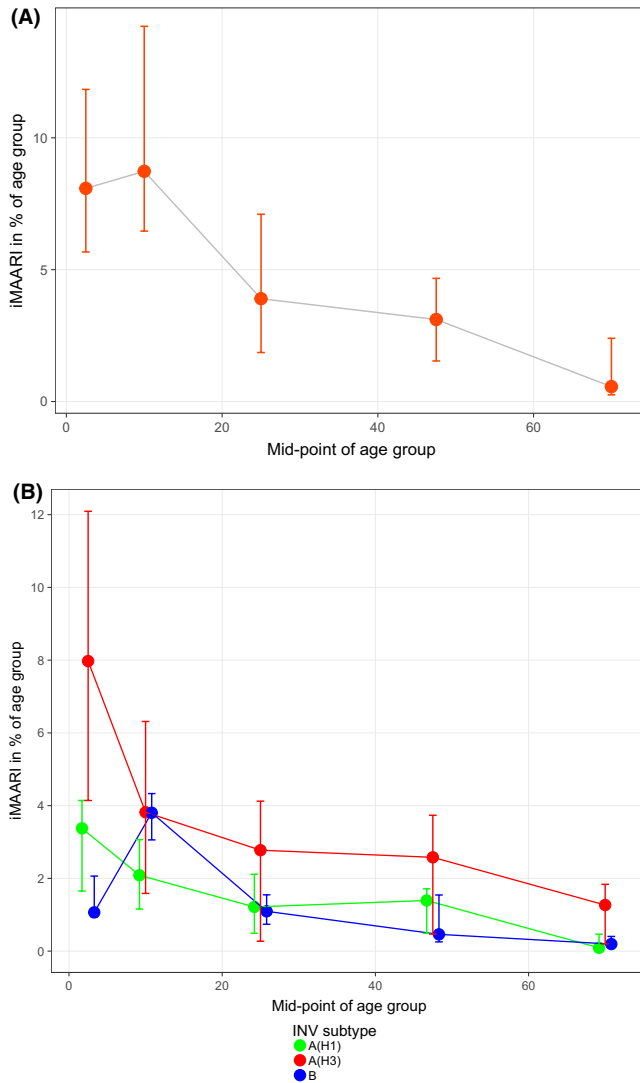 (A)
iMAARI in % of age group
10
5
0
0 20 40 60
Mid-point of age group
(B)
iMAARI in % of age group
12
10
8
6
4
2
0
0 20 40 60
Mid-point of age group
INV subtype
A(H1)
A(H3)
B